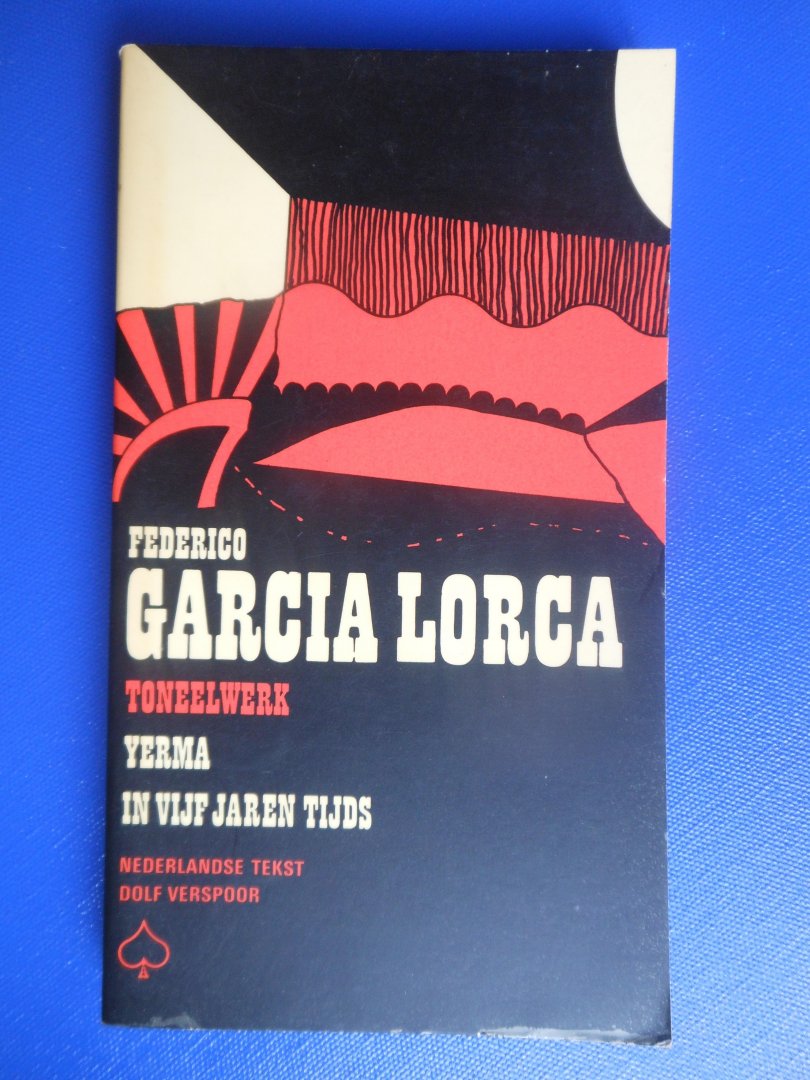 FEDERICO
GARCIA LORCA
TONEELWERK
YERMA
IN VIJF JAREN TIJDS
NEDERLANDSE TEKST
DOLF VERSPOOR